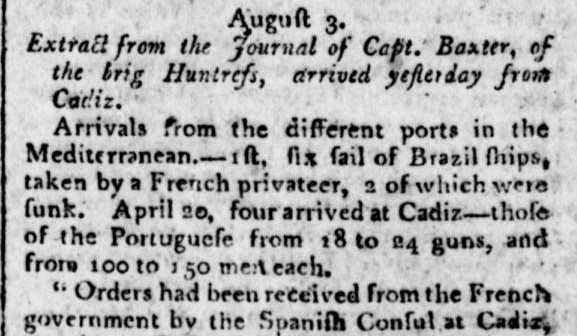 August 3.
Extract from the Journal of Capt. Baxter, of
the brig Huntreſs, arrived yeſterday from
Cadiz.
Arrivals from the different ports in the
Mediterranean.—1ſt, ſix ſail of Brazil ſhips,
taken by a French privateer, 2 of which were
ſunk. April 20, four arrived at Cadiz—thoſe
of the Portugueſe from 18 to 24 guns, and
from 100 to 150 men each.
“ Orders had been received from the French
government by the Spaniſh Conſul at Cadiz,